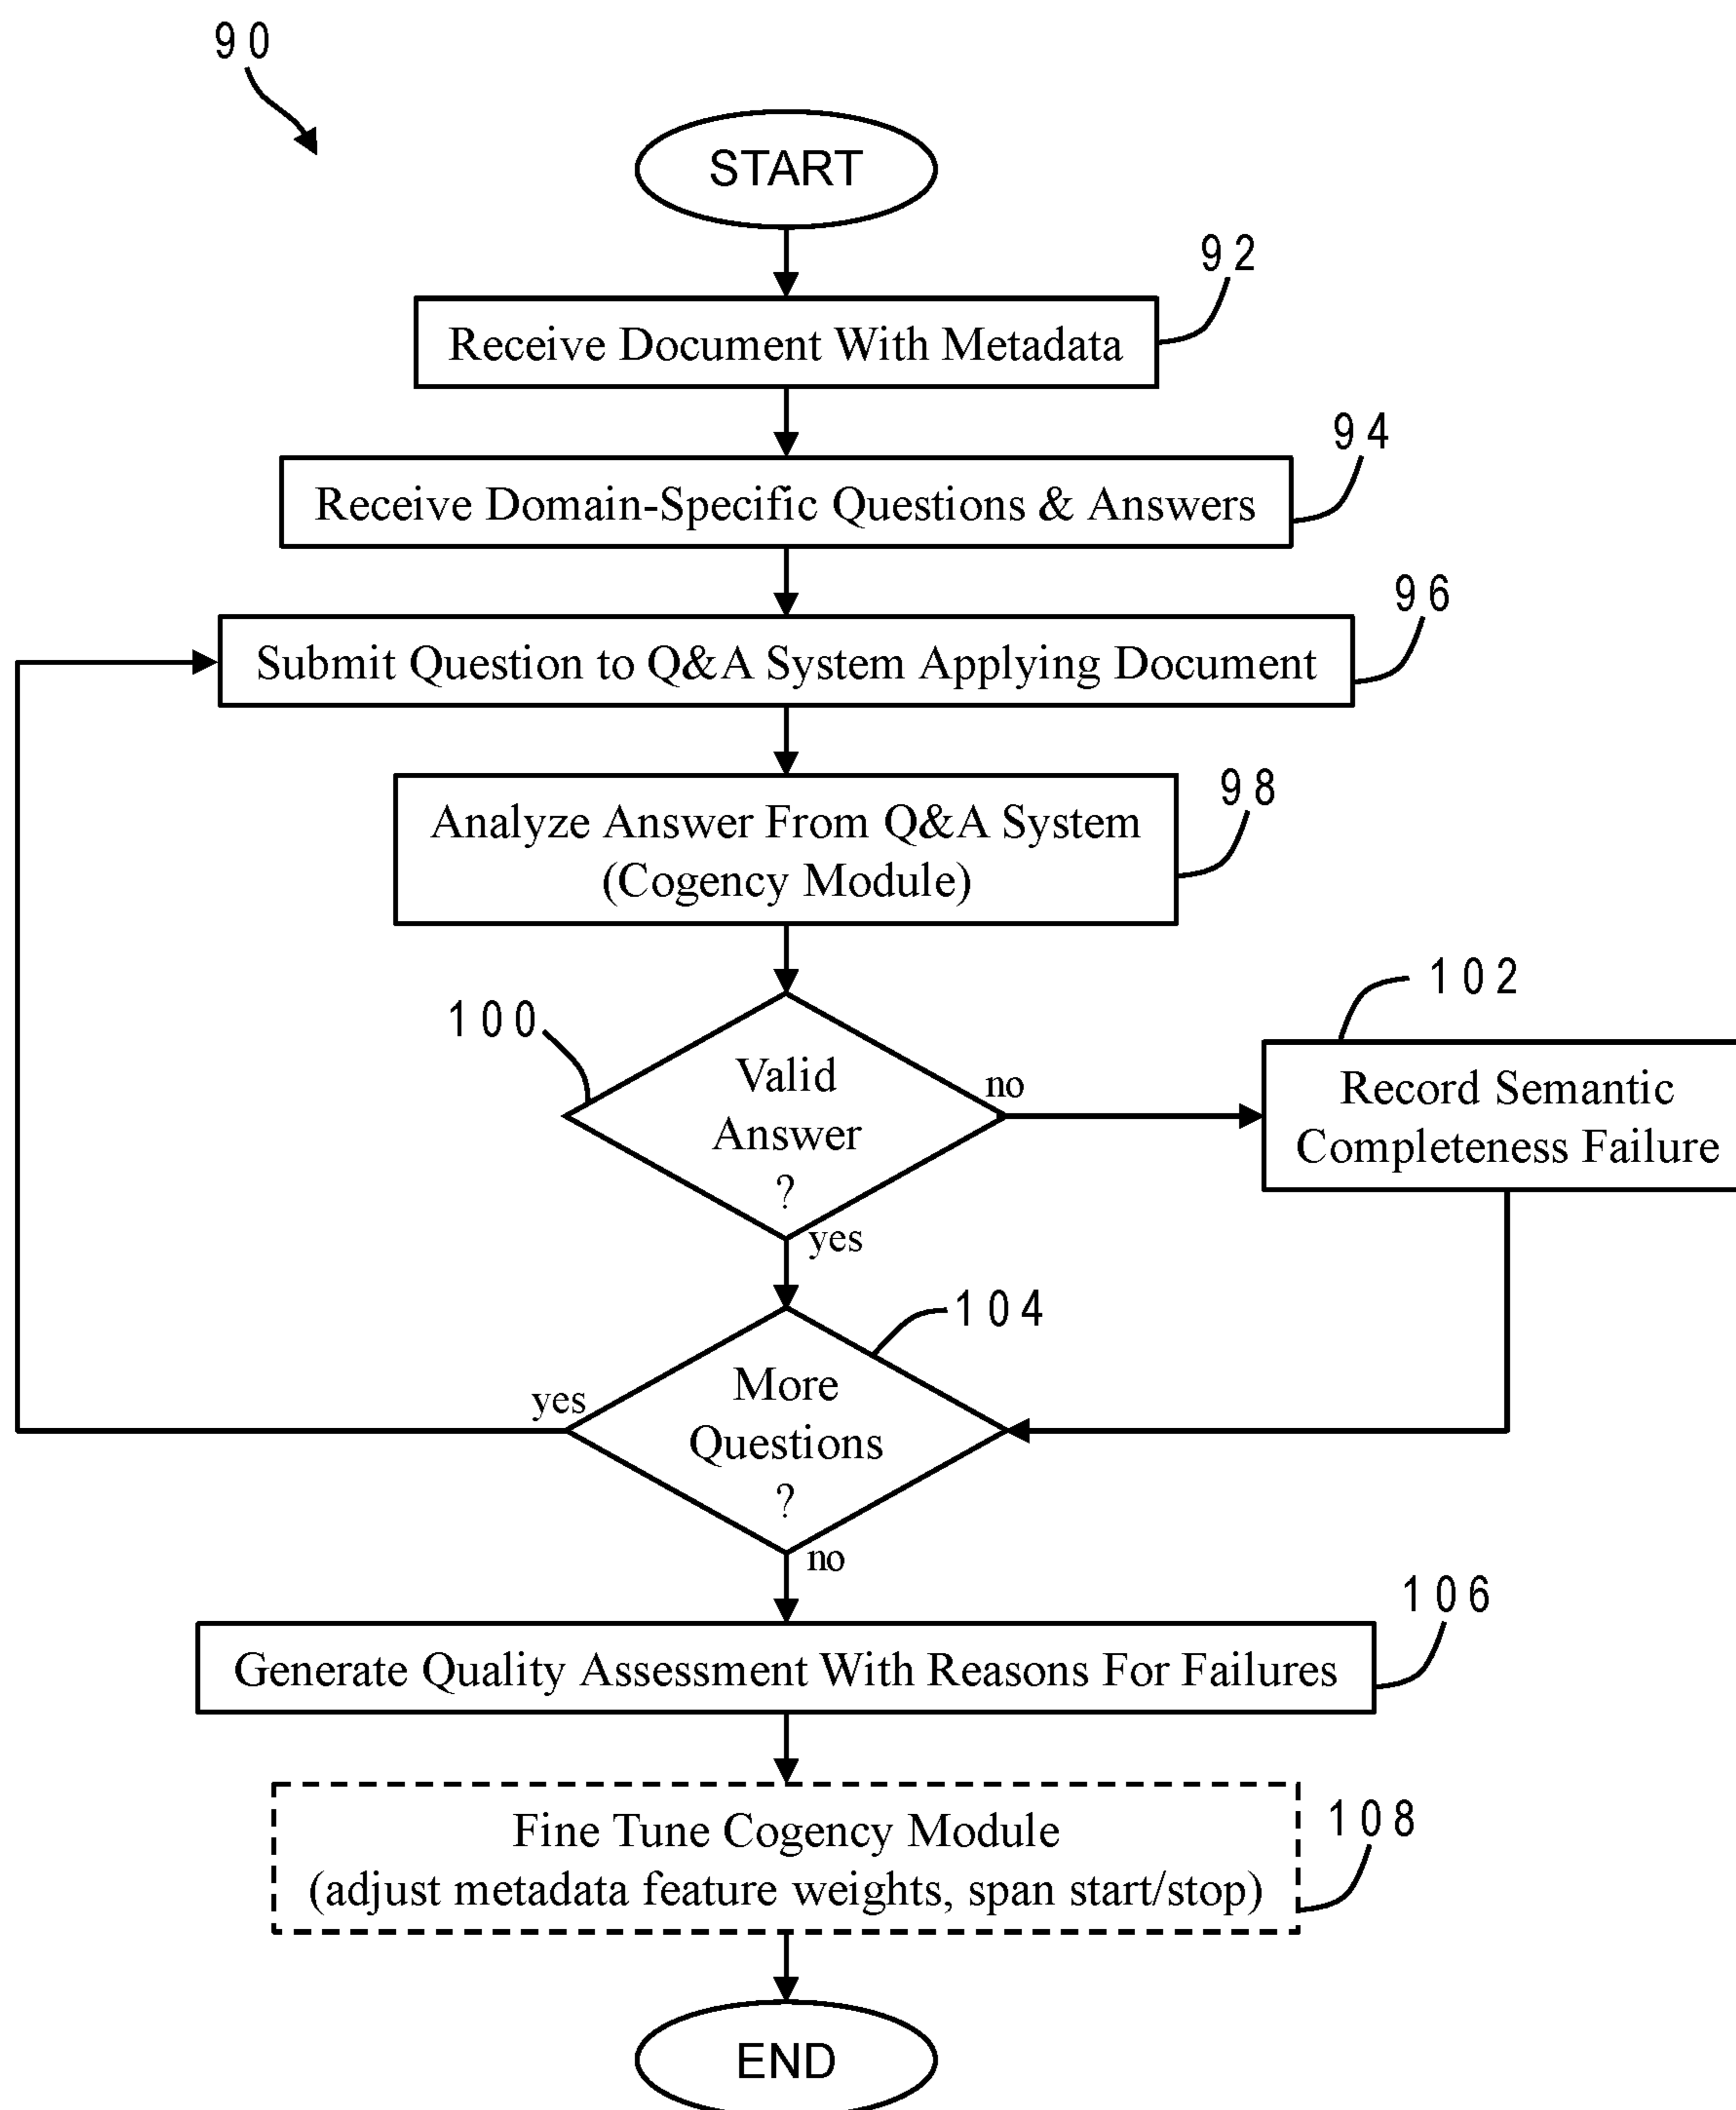 90
START
92
Receive Document With Metadata
94
Receive Domain-Specific Questions & Answers
96
Submit Question to Q&A System Applying Document
98
Analyze Answer From Q&A System
(Cogency Module)
100
Valid
Answer
?
no
yes
102
Record Semantic
Completeness Failure
104
More
Questions
?
yes
no
106
Generate Quality Assessment With Reasons For Failures
108
Fine Tune Cogency Module
(adjust metadata feature weights, span start/stop)
END